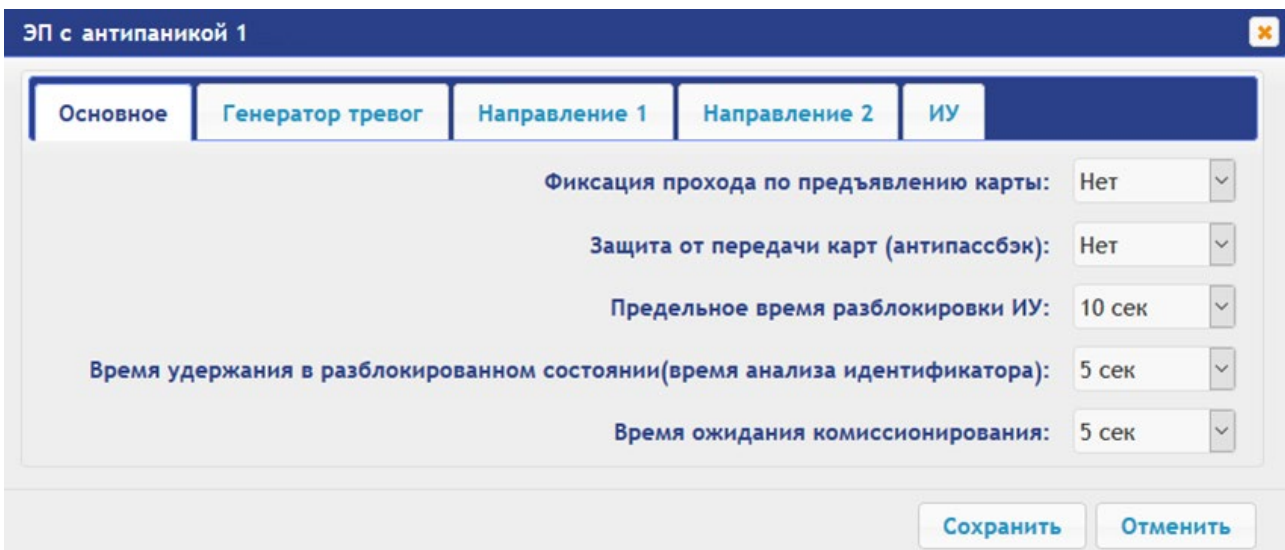 ЭП с антипаникой 1
Основное Генератор тревог Направление 1 Направление 2 ИУ
Фиксация прохода по предъявлению карты: Нет
Защита от передачи карт (антипассбэк): Нет
Предельное время разблокировки ИУ: 10 сек
Время удержания в разблокированном состоянии(время анализа идентификатора): 5 сек
Время ожидания комиссионирования: 5 сек
Сохранить Отменить